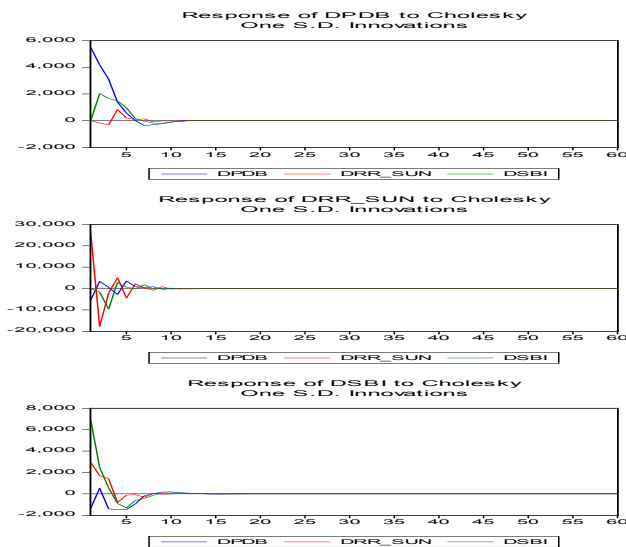 Response of DPDB to Cholesky
One S.D. Innovations
6,000
4,000
2,000
0
-2,000
5 10 15 20 25 30 35 40 45 50 55 60
DPDB DRR_SUN DSBI
Response of DRR_SUN to Cholesky
One S.D. Innovations
30,000
20,000
10,000
0
-10,000
-20,000
5 10 15 20 25 30 35 40 45 50 55 60
DPDB DRR_SUN DSBI
Response of DSBI to Cholesky
One S.D. Innovations
8,000
6,000
4,000
2,000
0
-2,000
5 10 15 20 25 30 35 40 45 50 55 60
DPDB DRR_SUN DSBI